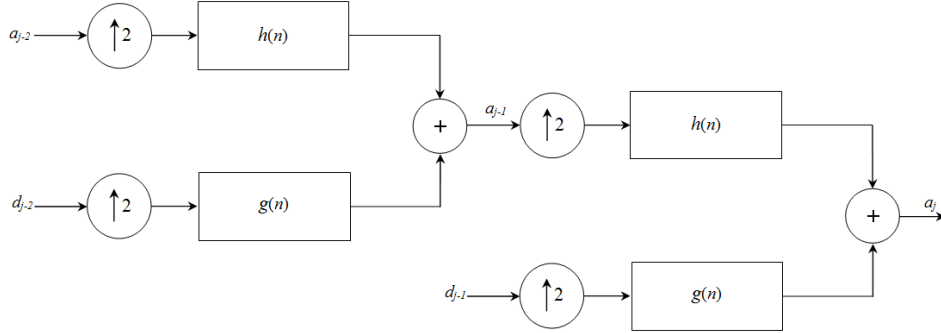 a_{j-2} ↑2 h(n)
d_{j-2} ↑2 g(n)
+ a_{j-1} ↑2 h(n)
d_{j-1} ↑2 g(n)
+ a_j